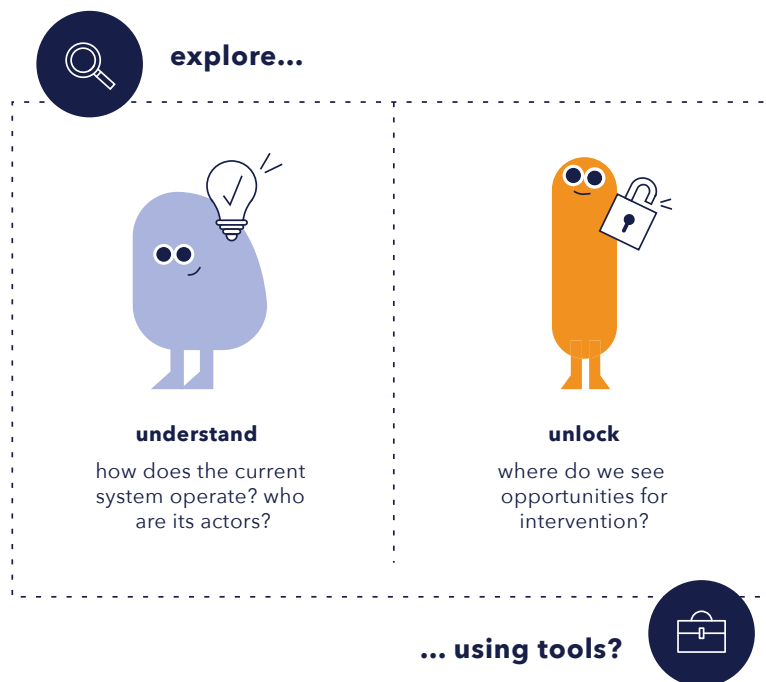 explore...
understand
how does the current
system operate? who
are its actors?
unlock
where do we see
opportunities for
intervention?
... using tools?